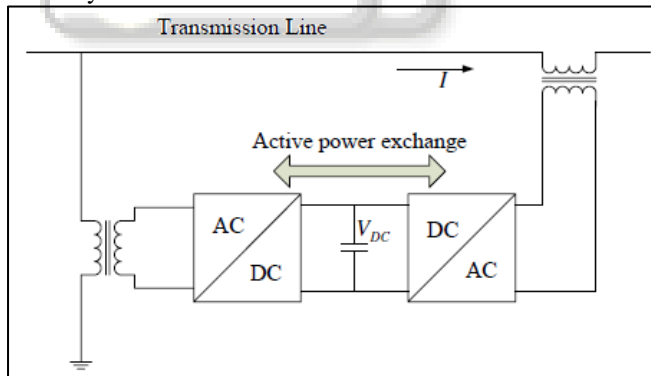 Transmission Line
I
Active power exchange
AC
DC
V_DC
DC
AC